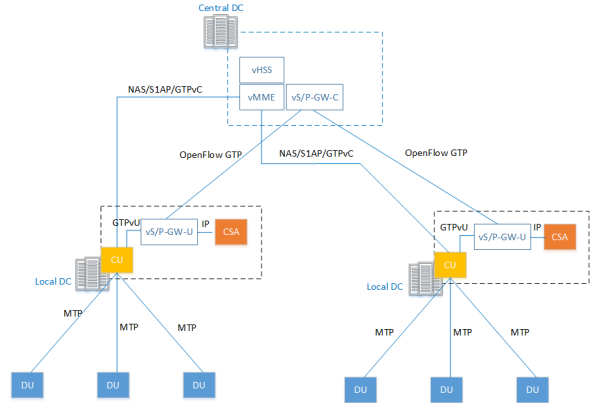 Central DC
vHSS
vMME
vS/P-GW-C
NAS/S1AP/GTPvC
OpenFlow GTP
NAS/S1AP/GTPvC
OpenFlow GTP
GTPvU
vS/P-GW-U
IP
CSA
CU
Local DC
GTPvU
vS/P-GW-U
IP
CSA
CU
Local DC
MTP
MTP
MTP
MTP
MTP
MTP
DU
DU
DU
DU
DU
DU